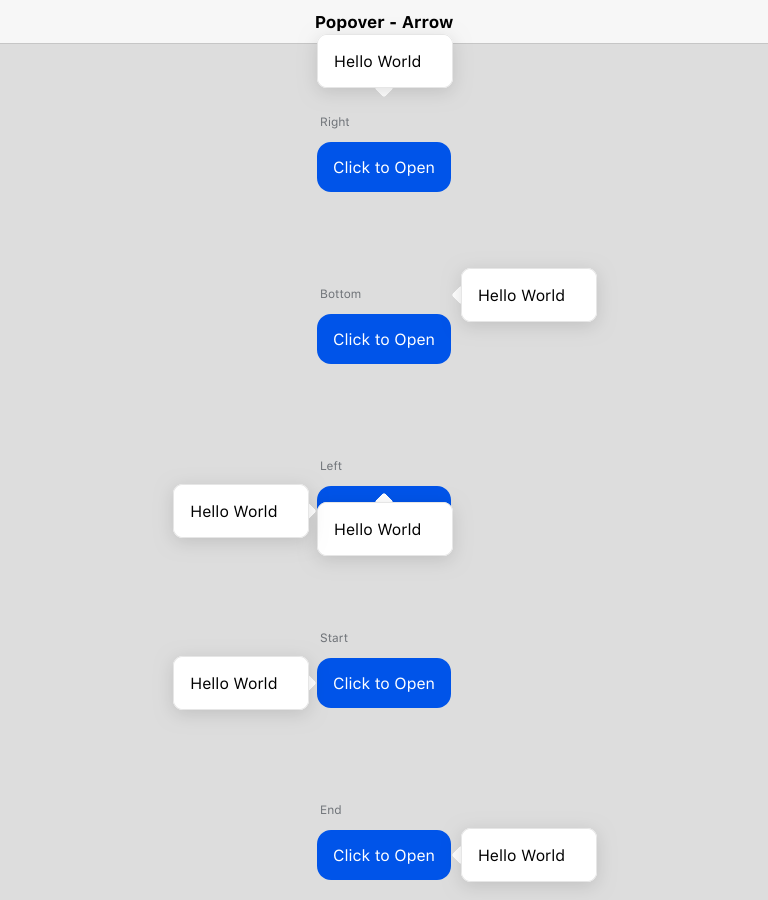 Popover - Arrow
Hello World
Right
Click to Open
Bottom
Hello World
Click to Open
Left
Hello World
Hello World
Start
Hello World
Click to Open
End
Click to Open
Hello World